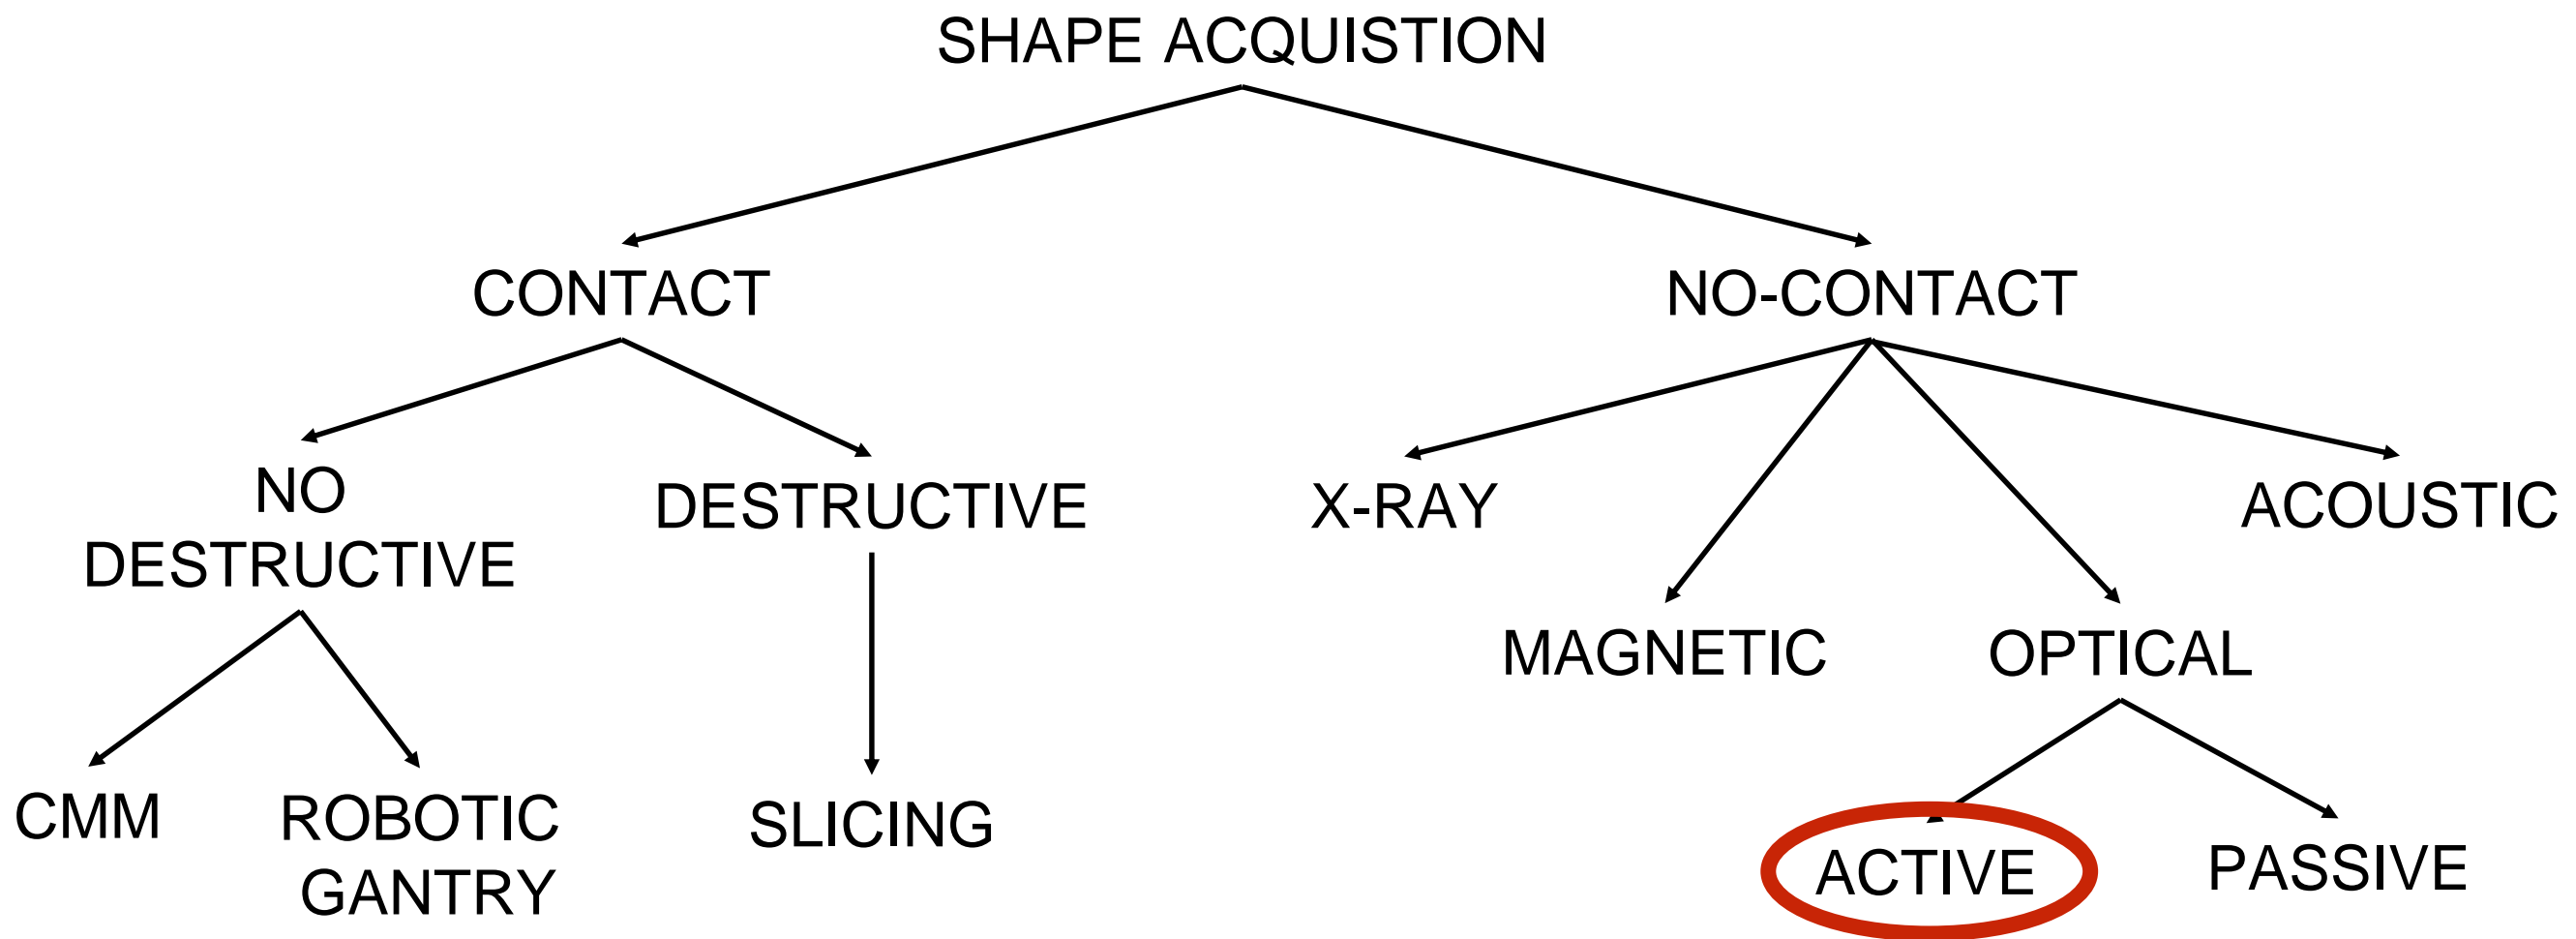 SHAPE ACQUISTION
CONTACT
NO-CONTACT
NO
DESTRUCTIVE
DESTRUCTIVE
X-RAY
ACOUSTIC
MAGNETIC
OPTICAL
CMM
ROBOTIC
GANTRY
SLICING
ACTIVE
PASSIVE